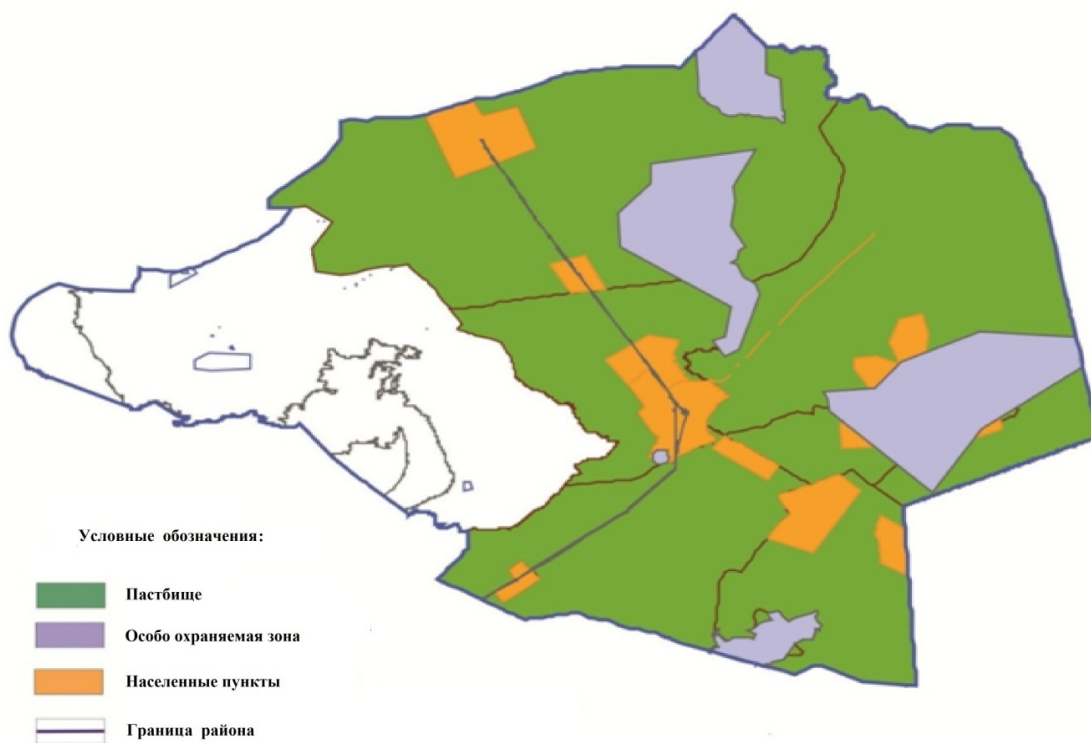 Условные обозначения:
Пастбище
Особо охраняемая зона
Населенные пункты
Граница района